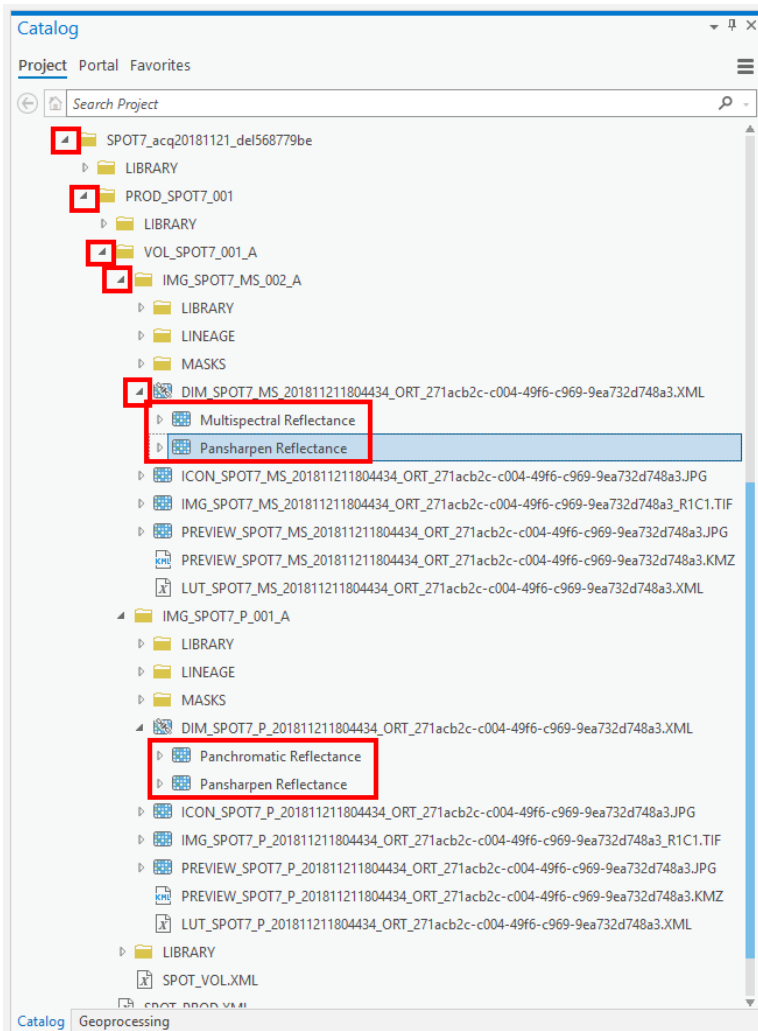 Catalog
Project Portal Favorites
Search Project
SPOT7_acq20181121_del568779be
LIBRARY
PROD_SPOT7_001
LIBRARY
VOL_SPOT7_001_A
IMG_SPOT7_MS_002_A
LIBRARY
LINEAGE
MASKS
DIM_SPOT7_MS_201811211804434_ORT_271acb2c-c004-49f6-c969-9ea732d748a3.XML
Multispectral Reflectance
Pansharpen Reflectance
ICON_SPOT7_MS_201811211804434_ORT_271acb2c-c004-49f6-c969-9ea732d748a3.JPG
IMG_SPOT7_MS_201811211804434_ORT_271acb2c-c004-49f6-c969-9ea732d748a3_R1C1.TIF
PREVIEW_SPOT7_MS_201811211804434_ORT_271acb2c-c004-49f6-c969-9ea732d748a3.JPG
KML PREVIEW_SPOT7_MS_201811211804434_ORT_271acb2c-c004-49f6-c969-9ea732d748a3.KMZ
LUT_SPOT7_MS_201811211804434_ORT_271acb2c-c004-49f6-c969-9ea732d748a3.XML
IMG_SPOT7_P_001_A
LIBRARY
LINEAGE
MASKS
DIM_SPOT7_P_201811211804434_ORT_271acb2c-c004-49f6-c969-9ea732d748a3.XML
Panchromatic Reflectance
Pansharpen Reflectance
ICON_SPOT7_P_201811211804434_ORT_271acb2c-c004-49f6-c969-9ea732d748a3.JPG
IMG_SPOT7_P_201811211804434_ORT_271acb2c-c004-49f6-c969-9ea732d748a3_R1C1.TIF
PREVIEW_SPOT7_P_201811211804434_ORT_271acb2c-c004-49f6-c969-9ea732d748a3.JPG
KML PREVIEW_SPOT7_P_201811211804434_ORT_271acb2c-c004-49f6-c969-9ea732d748a3.KMZ
LUT_SPOT7_P_201811211804434_ORT_271acb2c-c004-49f6-c969-9ea732d748a3.XML
LIBRARY
SPOT_VOL.XML
SPOT_PROD.XML
Catalog Geoprocessing